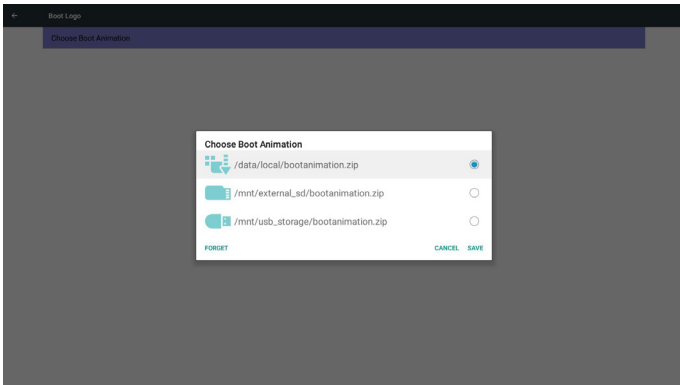 Boot Logo
Choose Boot Animation
Choose Boot Animation
/data/local/bootanimation.zip
/mnt/external_sd/bootanimation.zip
/mnt/usb_storage/bootanimation.zip
FORGET CANCEL SAVE